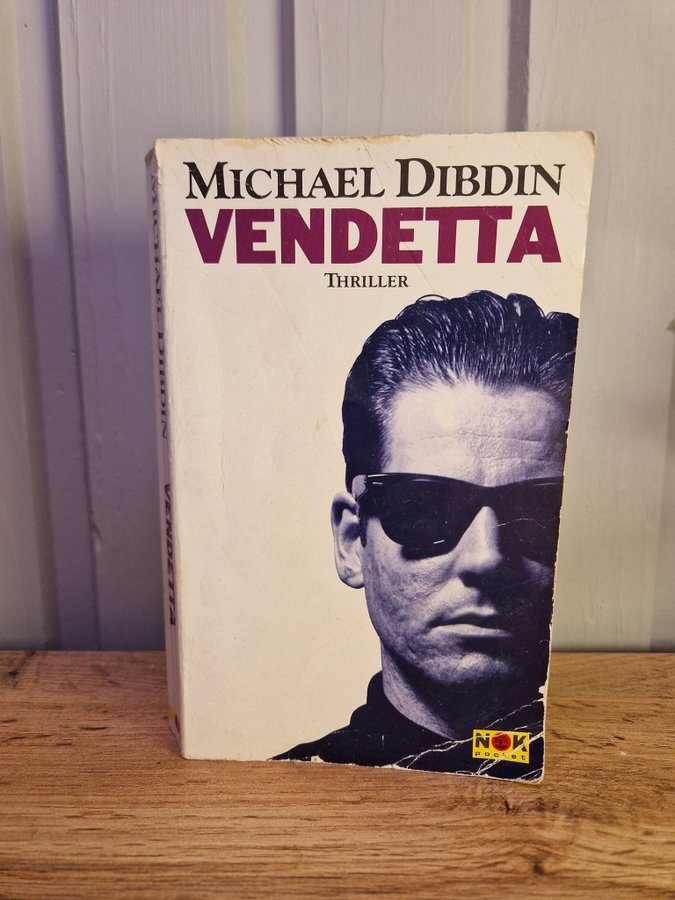 MICHAEL DIBDIN
VENDETTA
THRILLER
MICHAEL DIBDIN VENDETTA
NOK
pocket